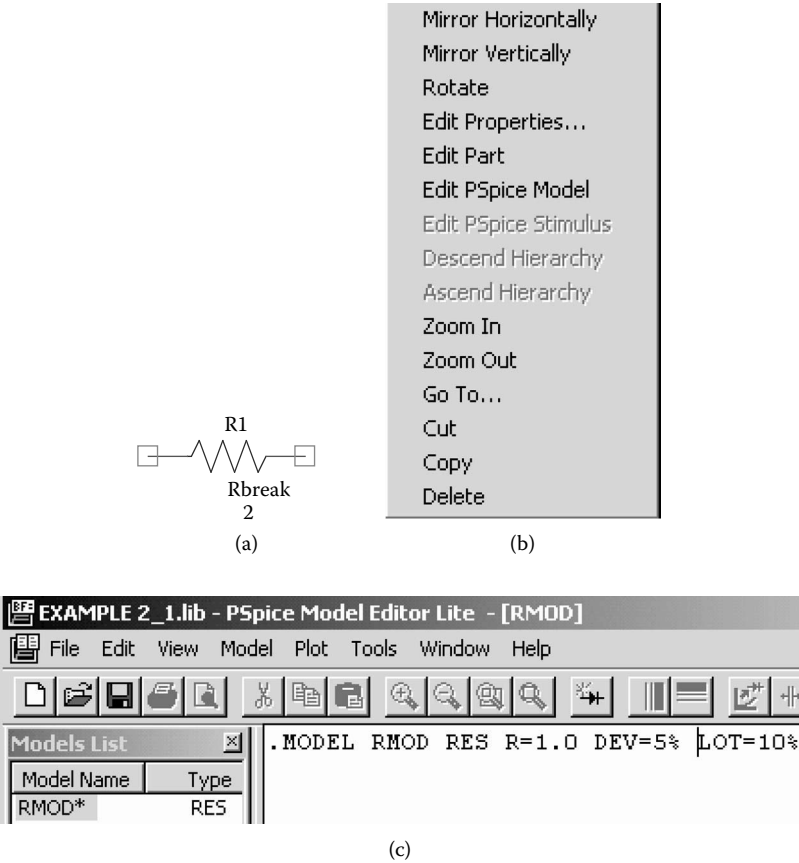 Mirror Horizontally
Mirror Vertically
Rotate
Edit Properties...
Edit Part
Edit PSpice Model
Edit PSpice Stimulus
Descend Hierarchy
Ascend Hierarchy
Zoom In
Zoom Out
Go To...
Cut
Copy
Delete
R1
Rbreak
2
(a)
(b)
EXAMPLE 2_1.lib - PSpice Model Editor Lite - [RMOD]
File Edit View Model Plot Tools Window Help
Models List
Model Name Type
RMOD* RES
.MODEL RMOD RES R=1.0 DEV=5% LOT=10%
(c)